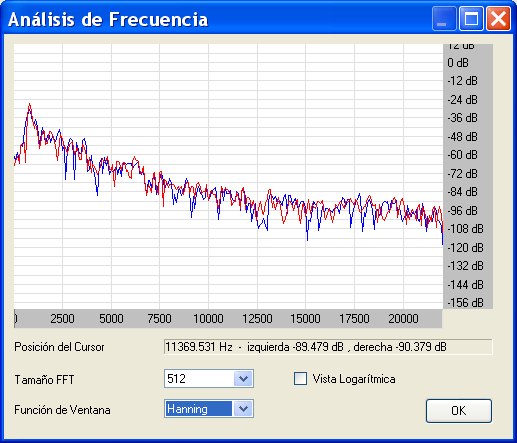 Análisis de Frecuencia
12 dB
0 dB
-12 dB
-24 dB
-36 dB
-48 dB
-60 dB
-72 dB
-84 dB
-96 dB
-108 dB
-120 dB
-132 dB
-144 dB
-156 dB
0 2500 5000 7500 10000 12500 15000 17500 20000
Posición del Cursor 11369.531 Hz - izquierda -89.479 dB , derecha -90.379 dB
Tamaño FFT 512 Vista Logarítmica
Función de Ventana Hanning OK